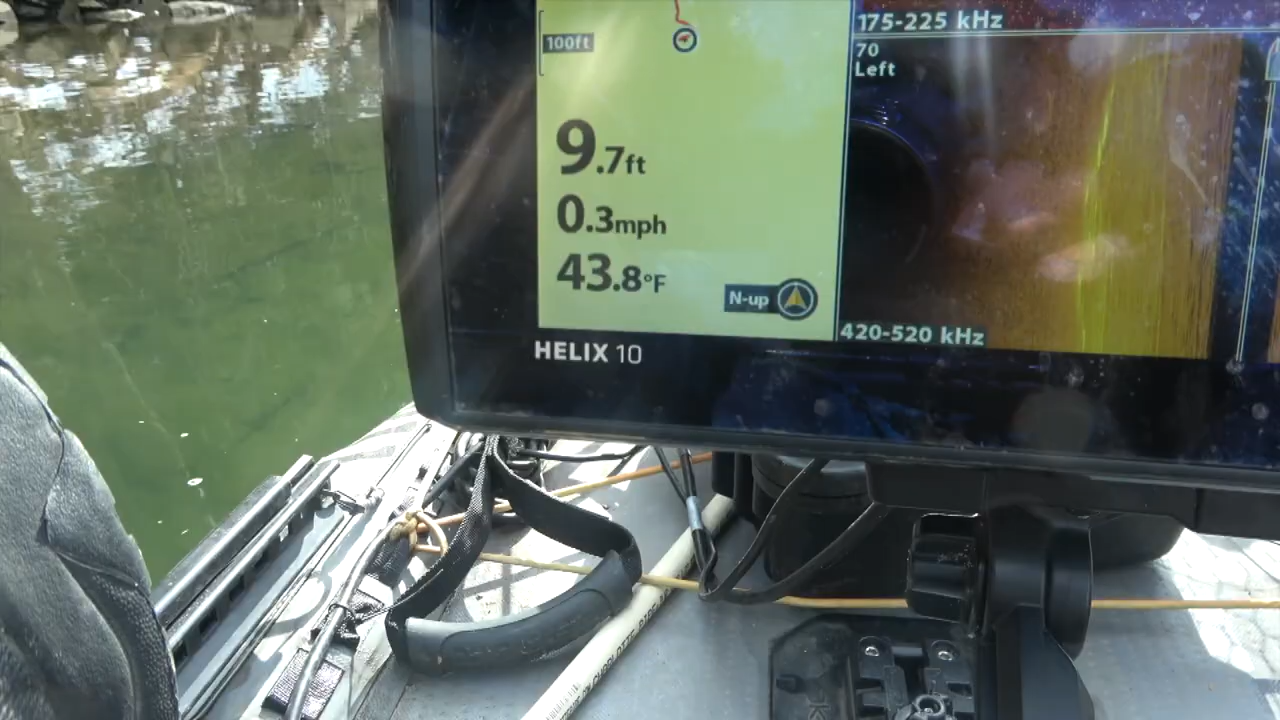 100ft
9.7ft
0.3mph
43.8°F
N-up
175-225 kHz
70
Left
420-520 kHz
HELIX 10